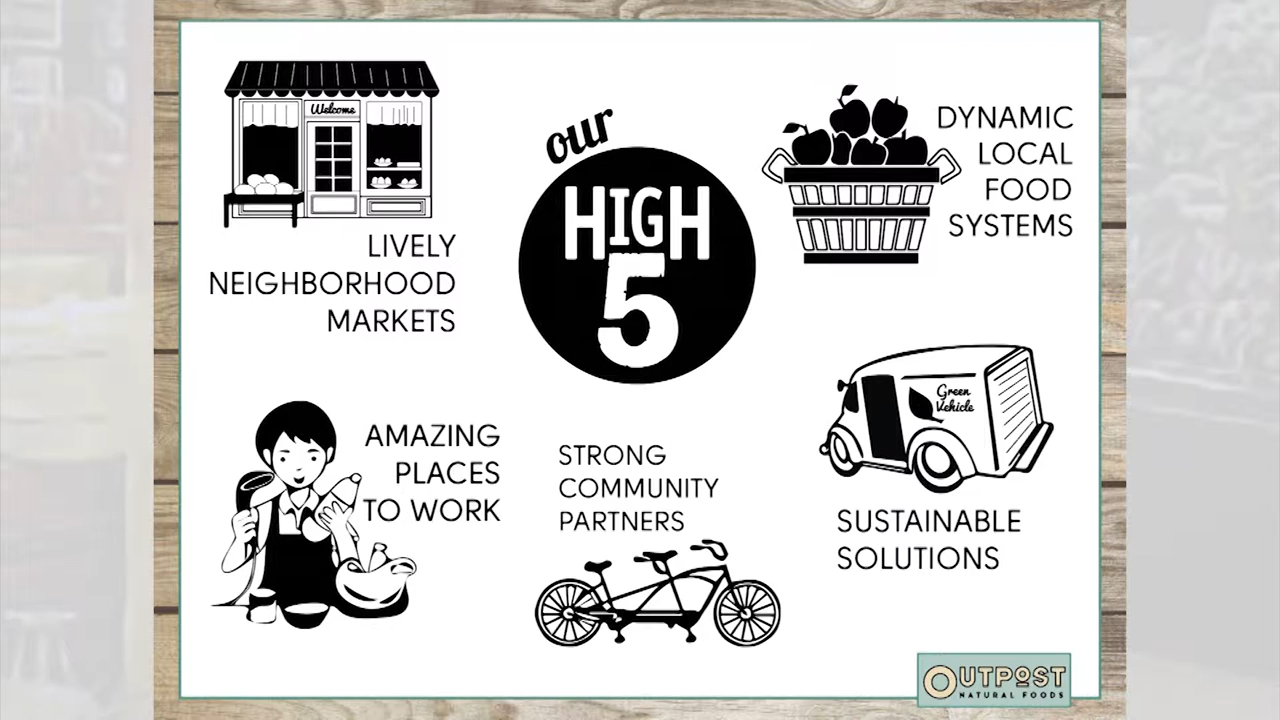 Welcome
LIVELY
NEIGHBORHOOD
MARKETS
our
HIGH
5
DYNAMIC
LOCAL
FOOD
SYSTEMS
AMAZING
PLACES
TO WORK
STRONG
COMMUNITY
PARTNERS
Green
Vehicle
SUSTAINABLE
SOLUTIONS
OUTPOST
NATURAL FOODS